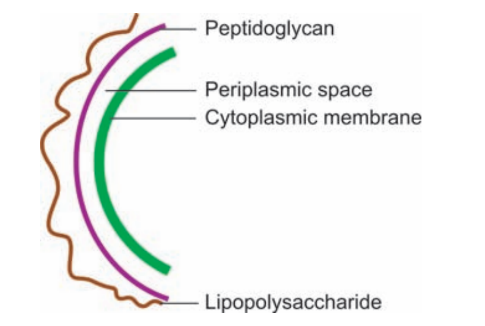 Peptidoglycan
Periplasmic space
Cytoplasmic membrane
Lipopolysaccharide